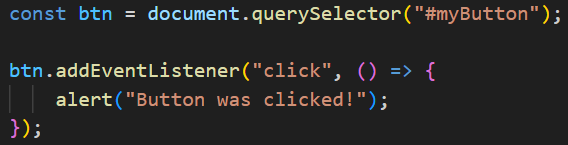 const btn = document.querySelector("#myButton");

btn.addEventListener("click", () => {
    alert("Button was clicked!");
});